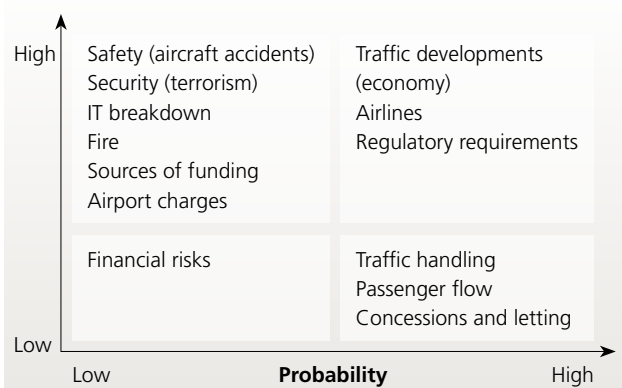 High
Safety (aircraft accidents)
Security (terrorism)
IT breakdown
Fire
Sources of funding
Airport charges
Traffic developments
(economy)
Airlines
Regulatory requirements
Financial risks
Traffic handling
Passenger flow
Concessions and letting
Low
Low
Probability
High